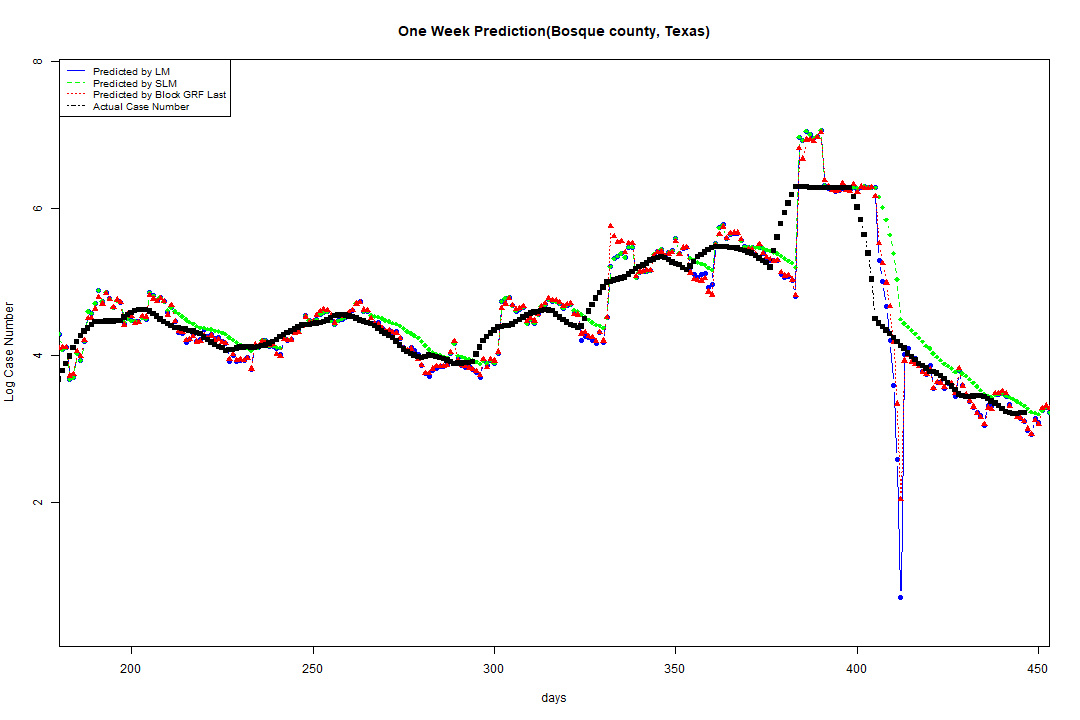 One Week Prediction(Bosque county, Texas)
Predicted by LM
Predicted by SLM
Predicted by Block GRF Last
Actual Case Number
8
6
4
2
Log Case Number
200 250 300 350 400 450
days